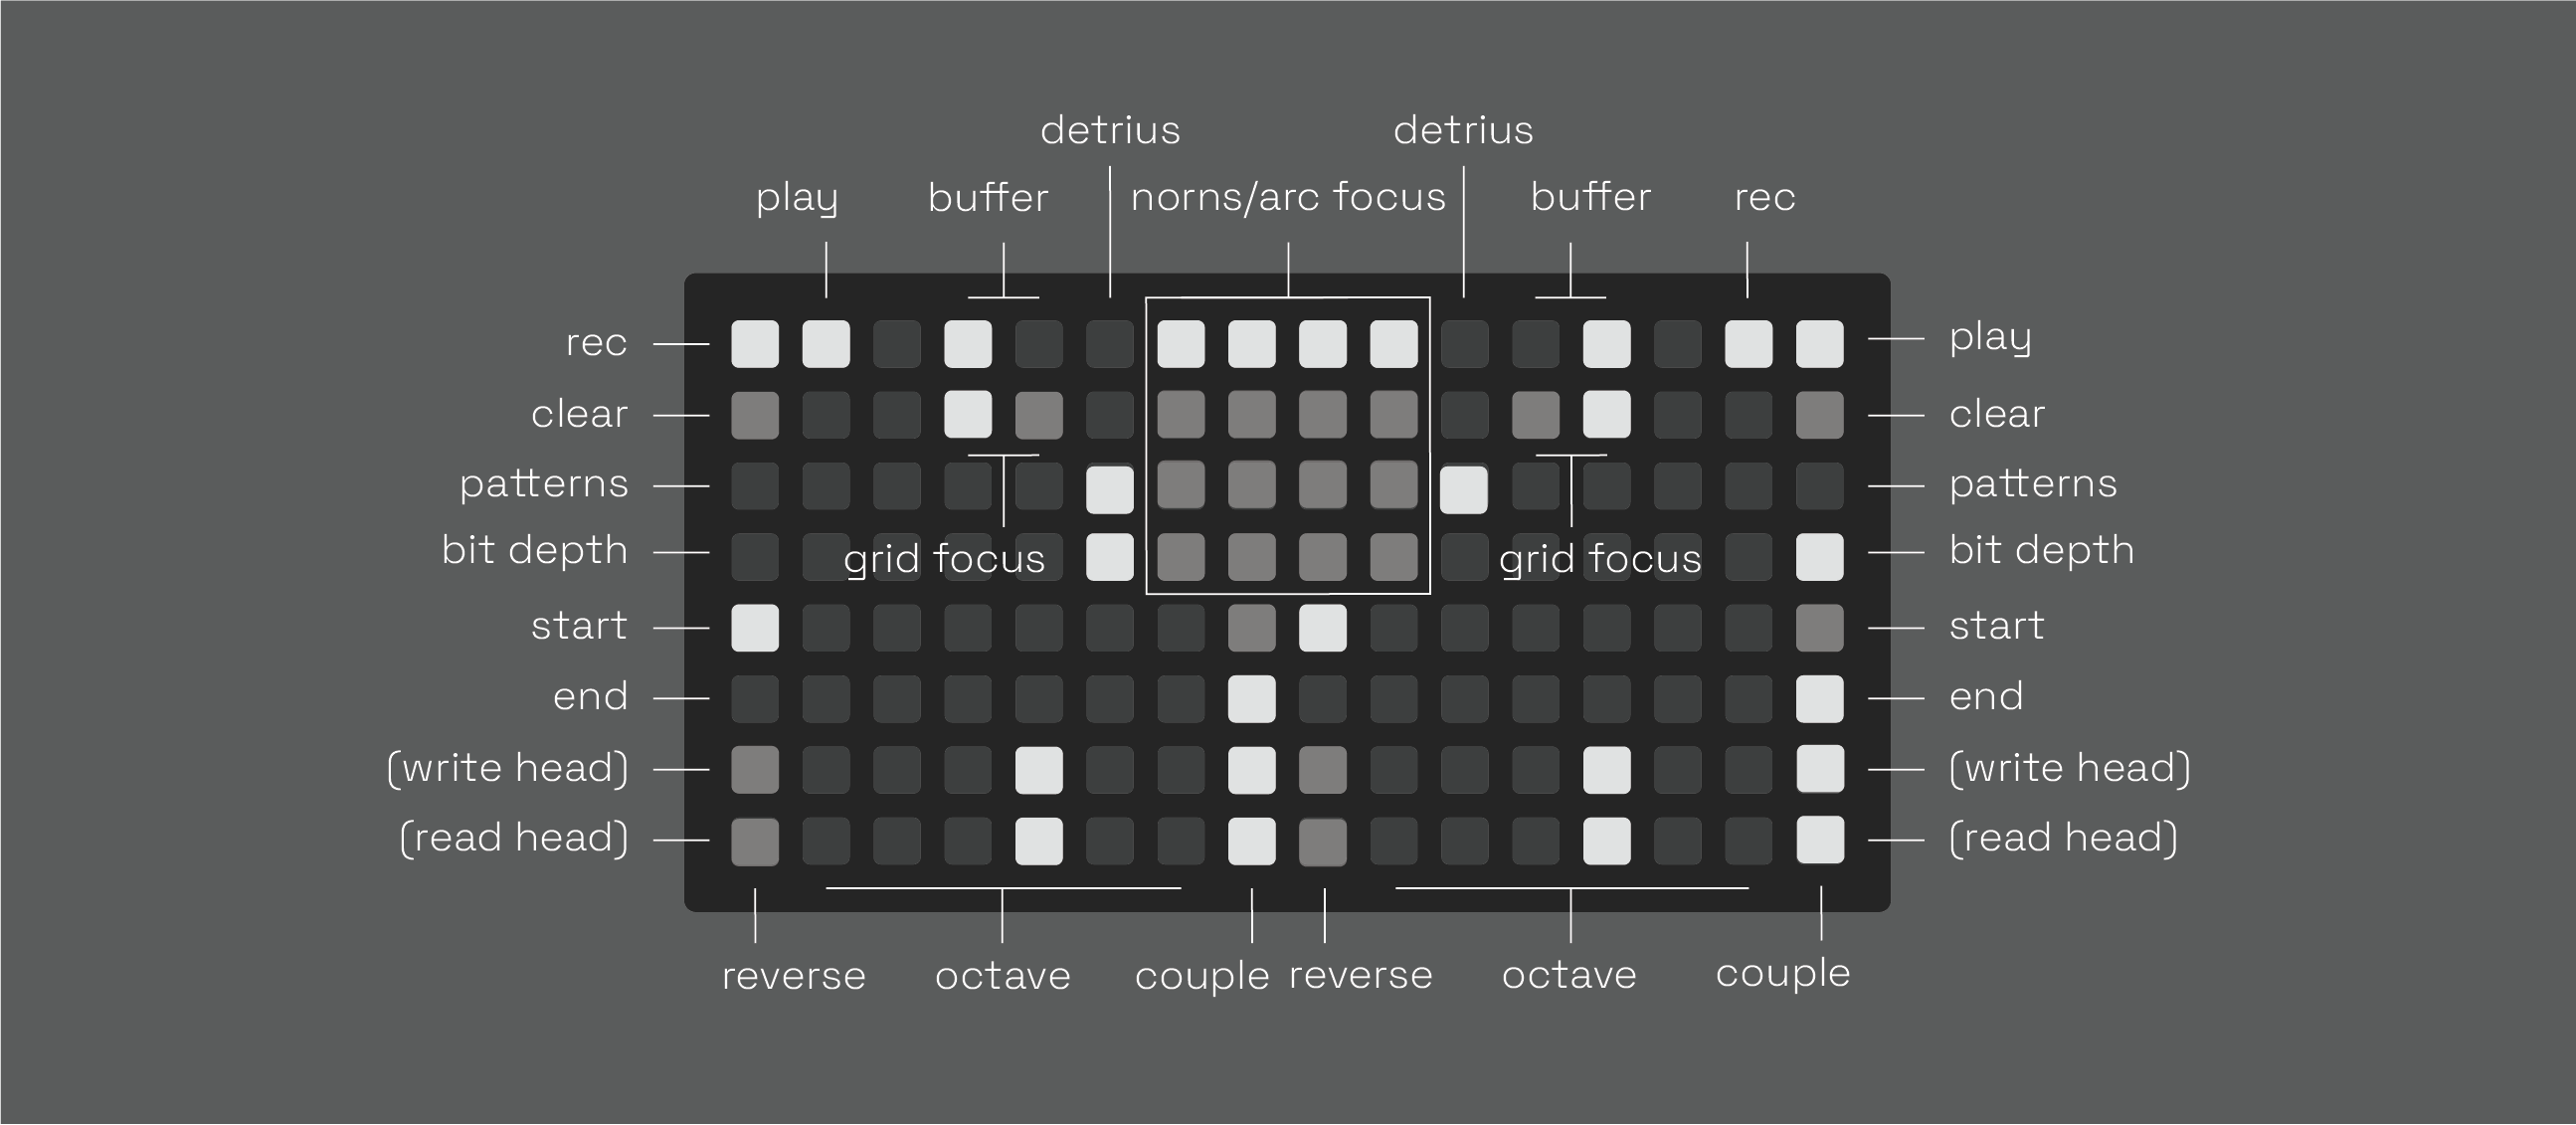 detrius
detrius
play
buffer
norns/arc focus
buffer
rec
rec
play
clear
clear
patterns
patterns
bit depth
grid focus
grid focus
bit depth
start
start
end
end
(write head)
(write head)
(read head)
(read head)
reverse
octave
couple
reverse
octave
couple